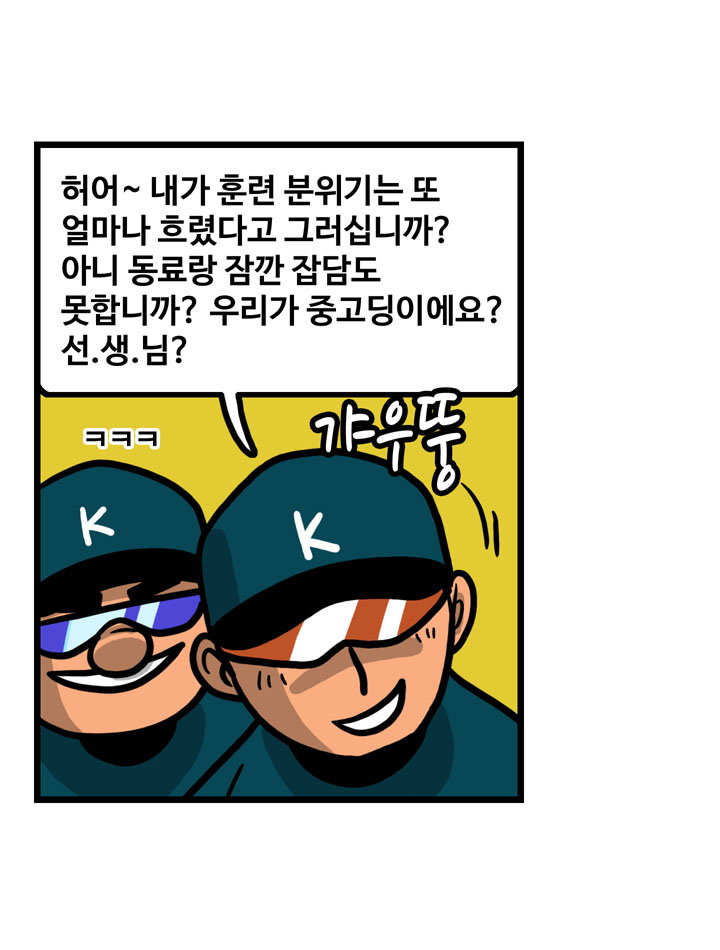 허어~ 내가 훈련 분위기는 또
얼마나 흐렸다고 그러십니까?
아니 동료랑 잠깐 잡담도
못합니까? 우리가 중고딩이에요?
선.생.님?
갸우뚱
ㅋㅋㅋ
K
K